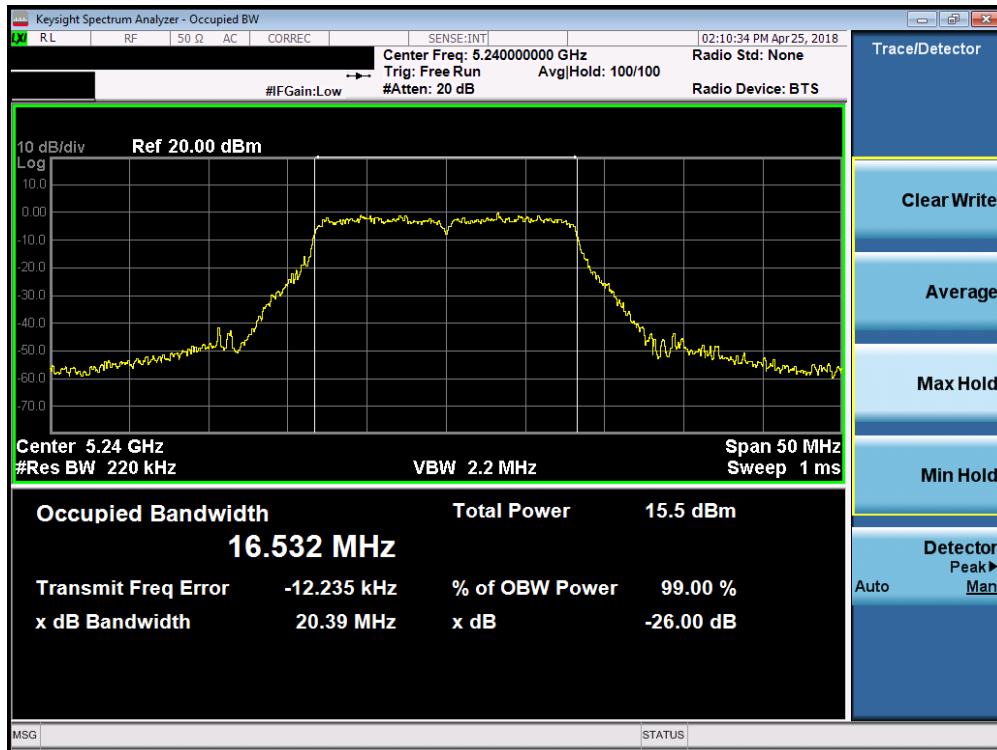 Keysight Spectrum Analyzer - Occupied BW
LXI RL RF 50 Ω AC CORREC SENSE:INT 02:10:34 PM Apr 25, 2018
Center Freq: 5.240000000 GHz Radio Std: None
Trig: Free Run Avg|Hold: 100/100
#IFGain:Low #Atten: 20 dB Radio Device: BTS
10 dB/div Ref 20.00 dBm
Log
10.0
0.00
-10.0
-20.0
-30.0
-40.0
-50.0
-60.0
-70.0
Center 5.24 GHz Span 50 MHz
#Res BW 220 kHz VBW 2.2 MHz Sweep 1 ms
Occupied Bandwidth Total Power 15.5 dBm
16.532 MHz
Transmit Freq Error -12.235 kHz % of OBW Power 99.00 %
x dB Bandwidth 20.39 MHz x dB -26.00 dB
MSG STATUS
Trace/Detector
Clear Write
Average
Max Hold
Min Hold
Detector
Peak▶
Auto Man